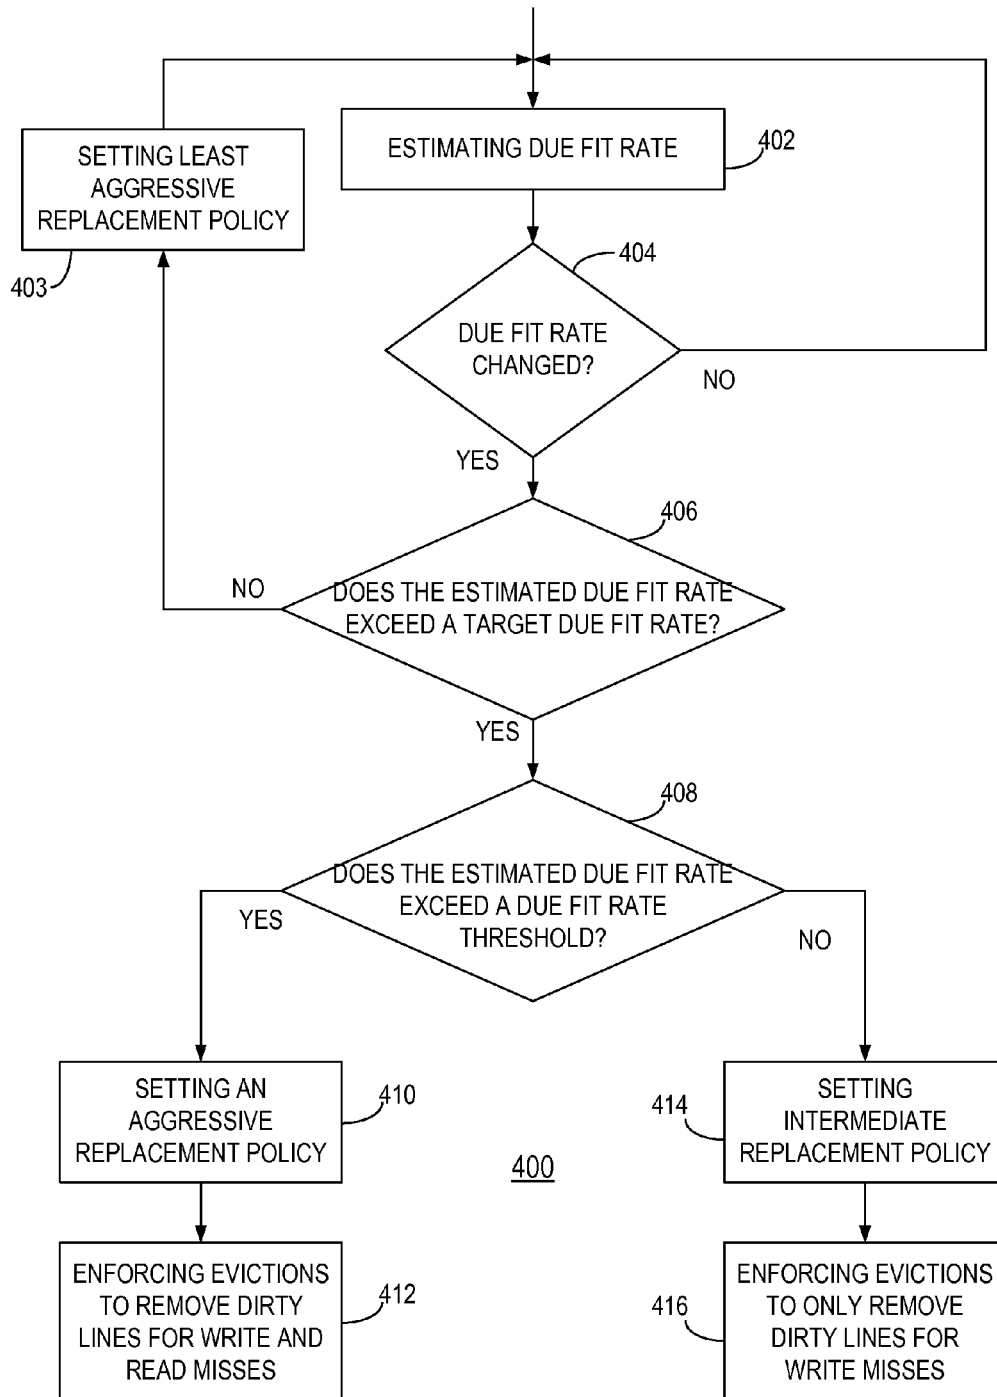 ESTIMATING DUE FIT RATE
402
SETTING LEAST
AGGRESSIVE
REPLACEMENT POLICY
403
404
DUE FIT RATE
CHANGED?
NO
YES
406
NO
DOES THE ESTIMATED DUE FIT RATE
EXCEED A TARGET DUE FIT RATE?
YES
408
DOES THE ESTIMATED DUE FIT RATE
EXCEED A DUE FIT RATE
THRESHOLD?
YES
NO
SETTING AN
AGGRESSIVE
REPLACEMENT POLICY
410
414
SETTING
INTERMEDIATE
REPLACEMENT POLICY
400
ENFORCING EVICTIONS
TO REMOVE DIRTY
LINES FOR WRITE AND
READ MISSES
412
416
ENFORCING EVICTIONS
TO ONLY REMOVE
DIRTY LINES FOR
WRITE MISSES